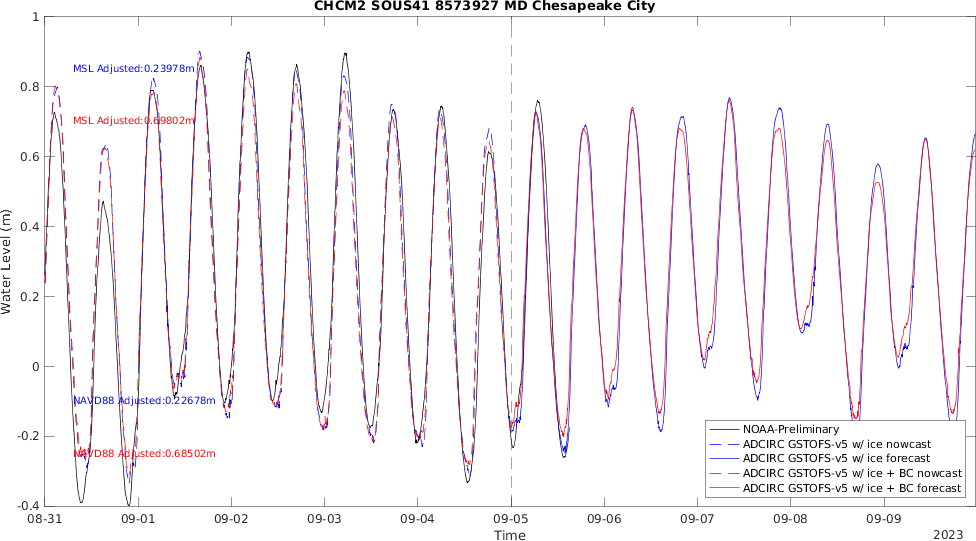 CHCM2 SOUS41 8573927 MD Chesapeake City
1
0.8
0.6
0.4
0.2
0
-0.2
-0.4
Water Level (m)
MSL Adjusted:0.23978m
MSL Adjusted:0.69802m
NAVD88 Adjusted:0.22678m
NAVD88 Adjusted:0.68502m
NOAA-Preliminary
ADCIRC GSTOFS-v5 w/ ice nowcast
ADCIRC GSTOFS-v5 w/ ice forecast
ADCIRC GSTOFS-v5 w/ ice + BC nowcast
ADCIRC GSTOFS-v5 w/ ice + BC forecast
08-31 09-01 09-02 09-03 09-04 09-05 09-06 09-07 09-08 09-09
Time
2023